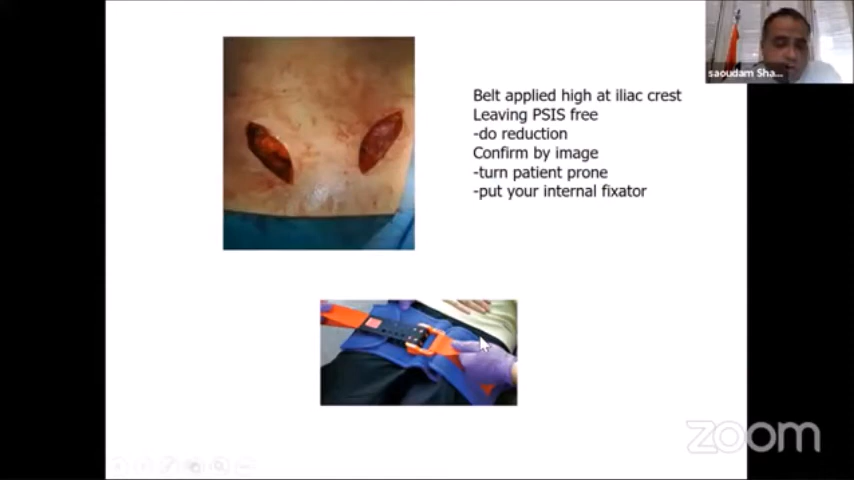 saoudam Sha...
Belt applied high at iliac crest
Leaving PSIS free
-do reduction
Confirm by image
-turn patient prone
-put your internal fixator
zoom